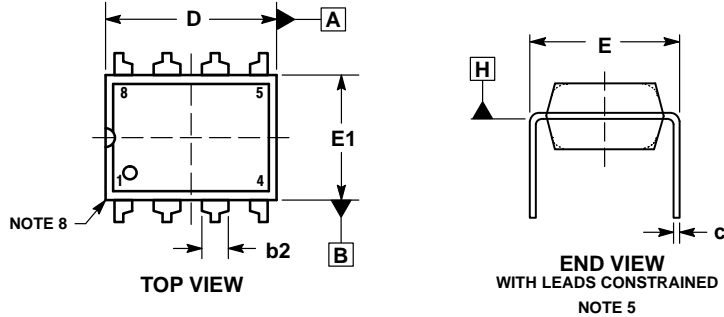 D
A
8
5
E1
1
4
NOTE 8
b2
B
TOP VIEW
E
H
c
END VIEW
WITH LEADS CONSTRAINED
NOTE 5